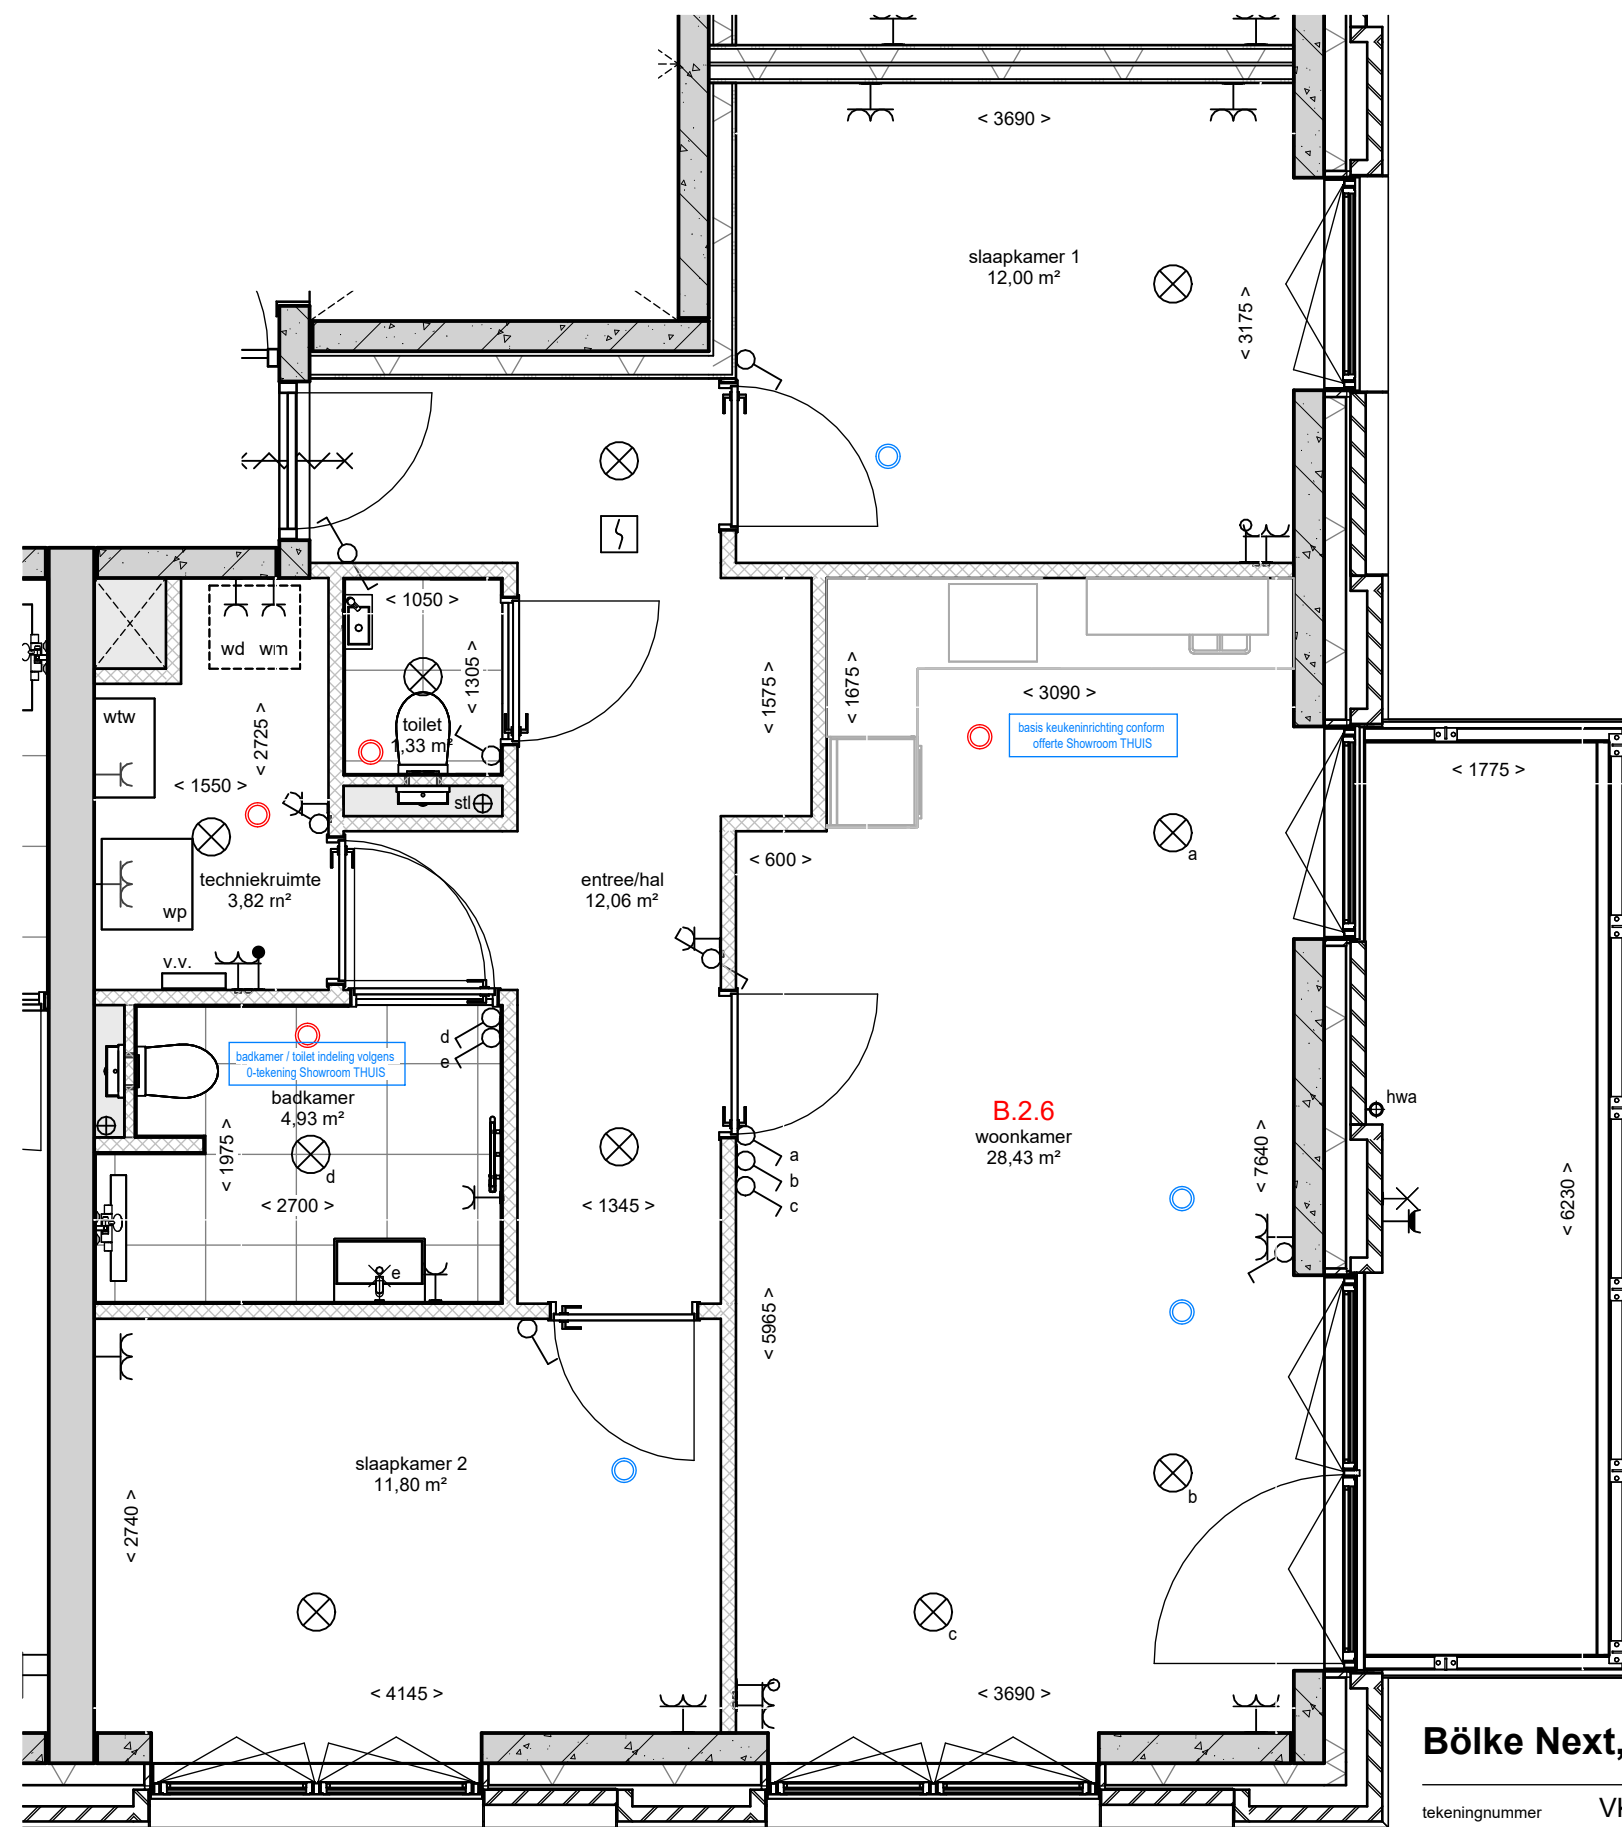 < 3690 >
slaapkamer 1
12,00 m²
< 3175 >
< 1050 >
< 1305 >
wd wm
toilet
1,33 m²
stl
wtw
< 2725 >
< 1550 >
techniekruimte
3,82 m²
wp
v.v.
entree/hal
12,06 m²
< 1575 >
< 1675 >
< 3090 >
basis keukeninrichting conform
offerte Showroom THUIS
< 600 >
a
< 1775 >
d
e
badkamer / toilet indeling volgens
0-tekening Showroom THUIS
badkamer
4,93 m²
d
< 1975 >
< 2700 >
e
< 1345 >
a
b
c
B.2.6
woonkamer
28,43 m²
< 7640 >
hwa
< 6230 >
< 5965 >
slaapkamer 2
11,80 m²
< 2740 >
< 4145 >
b
c
< 3690 >
Bölke Next,
tekeningnummer